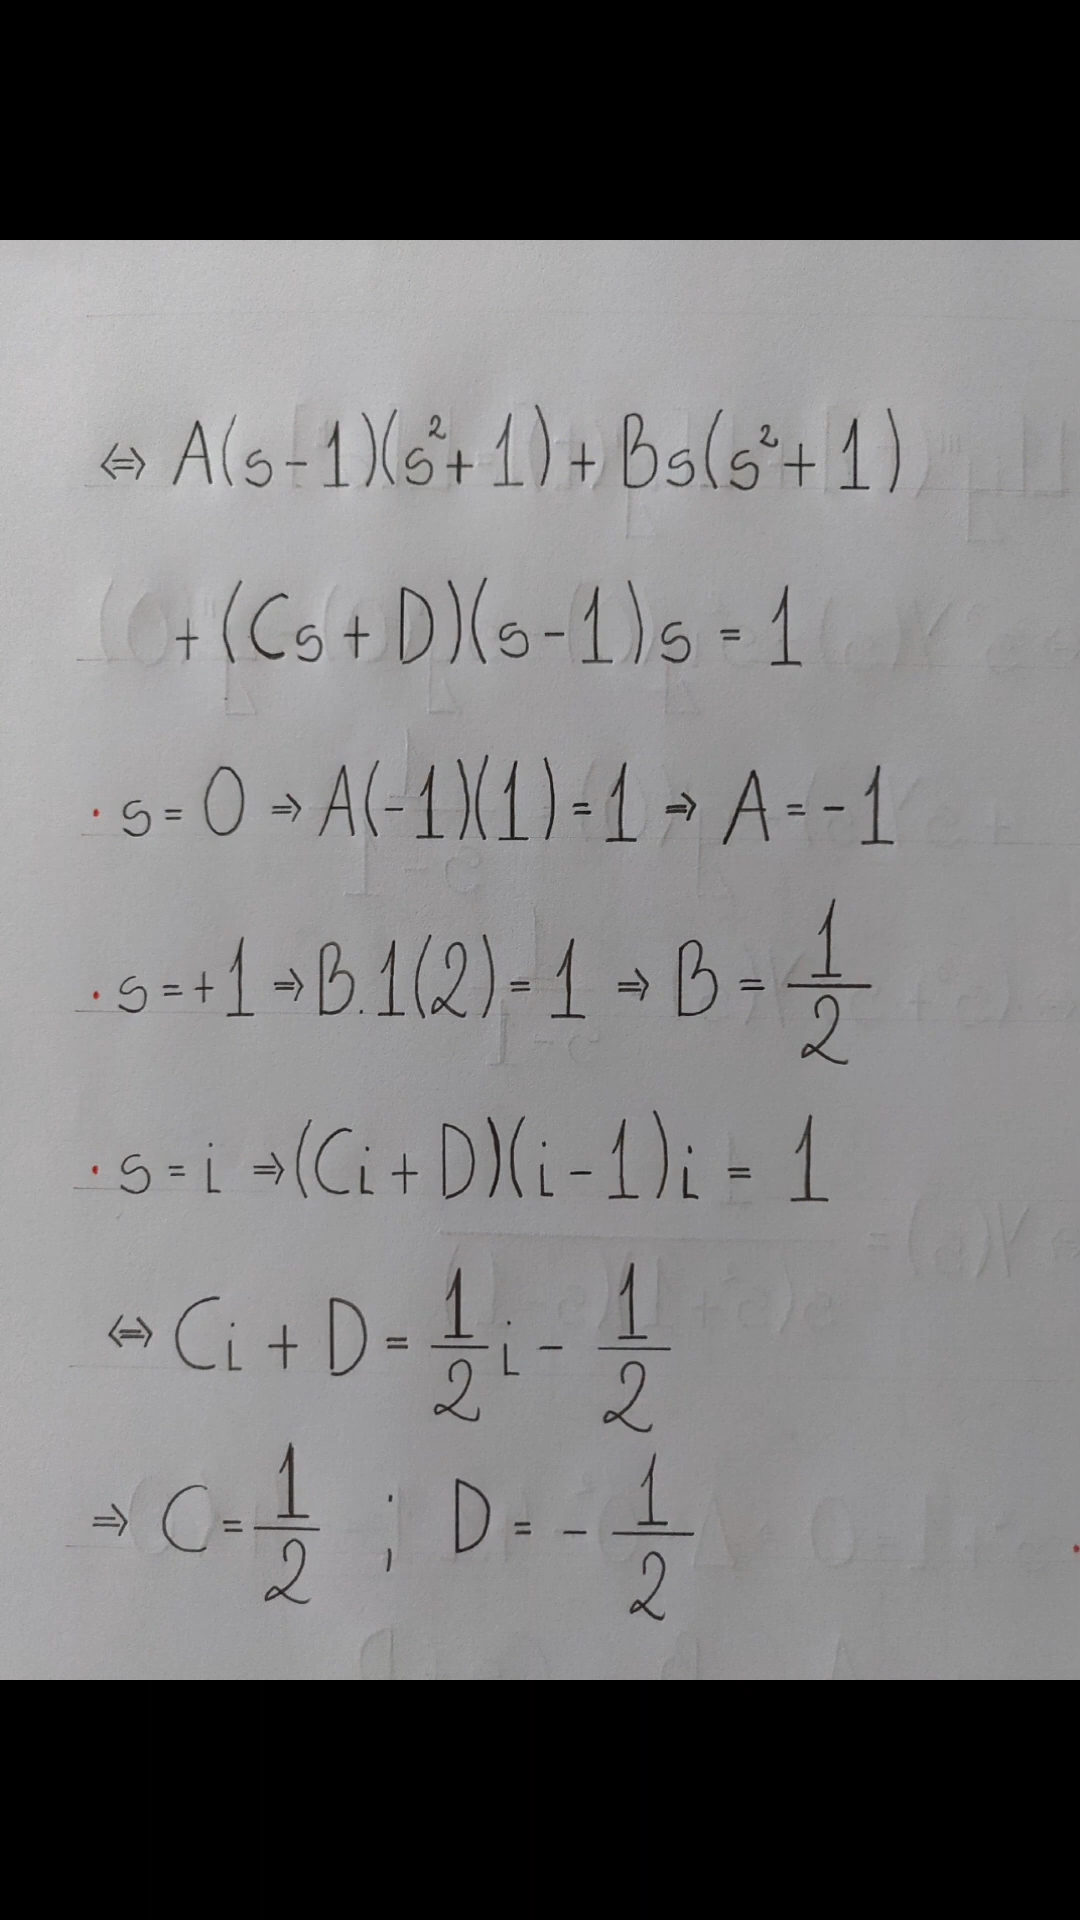 ⇔ A(s-1)(s²+1)+Bs(s²+1)
+(Cs+D)(s-1)s = 1
· s=0 ⇒ A(-1)(1)=1 ⇒ A=-1
· s=+1 ⇒ B.1(2)=1 ⇒ B = 1/2
· s=i ⇒ (Ci+D)(i-1)i = 1
⇔ Ci+D = 1/2 i - 1/2
⇒ C = 1/2 ; D = - 1/2